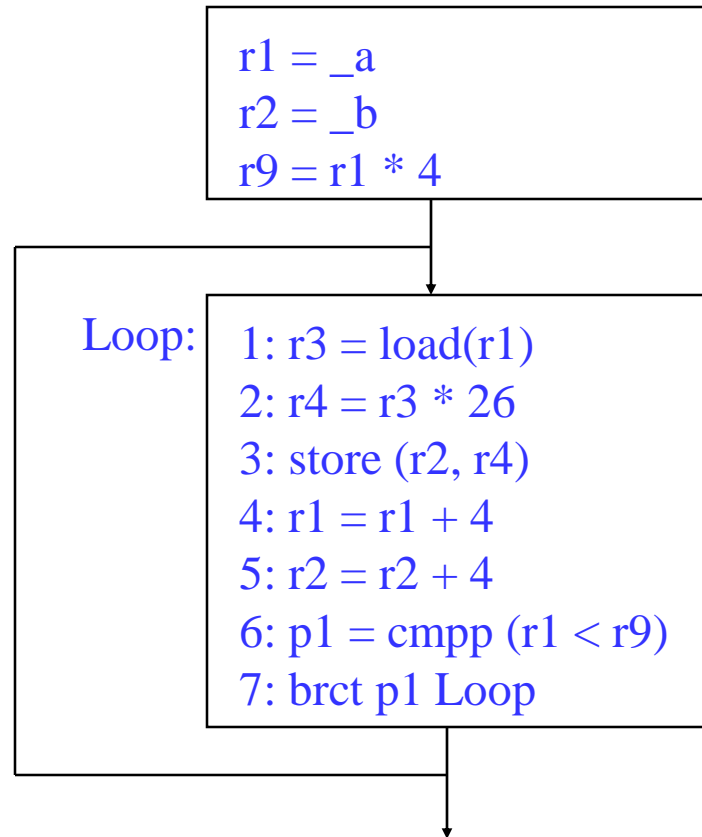 r1 = _a
r2 = _b
r9 = r1 * 4
Loop:
1: r3 = load(r1)
2: r4 = r3 * 26
3: store (r2, r4)
4: r1 = r1 + 4
5: r2 = r2 + 4
6: p1 = cmpp (r1 < r9)
7: brct p1 Loop